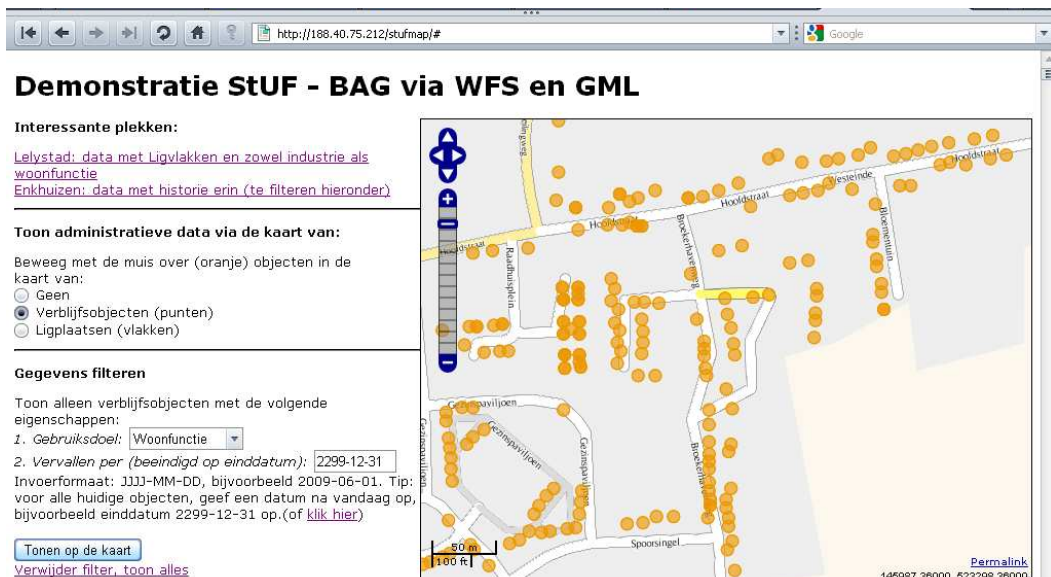 http://188.40.75.212/stufmap/#
Google
Demonstratie StUF - BAG via WFS en GML
Interessante plekken:
Lelystad: data met Ligvlakken en zowel industrie als
woonfunctie
Enkhuizen: data met historie erin (te filteren hieronder)
Toon administratieve data via de kaart van:
Beweeg met de muis over (oranje) objecten in de
kaart van:
Geen
Verblijfsobjecten (punten)
Ligplaatsen (vlakken)
Gegevens filteren
Toon alleen verblijfsobjecten met de volgende
eigenschappen:
1. Gebruiksdoel: Woonfunctie
2. Vervallen per (beeindigd op einddatum): 2299-12-31
Invoerformaat: JJJJ-MM-DD, bijvoorbeeld 2009-06-01. Tip:
voor alle huidige objecten, geef een datum na vandaag op,
bijvoorbeeld einddatum 2299-12-31 op.(of klik hier)
Tonen op de kaart
Verwijder filter, toon alles
Hoofdstraat
Westeinde
Hoofdstraat
Hoofdstraat
Hoofdstraat
Bloementuin
Raadhuisplein
Broekerhavenweg
Gezinspaviljoen
Gezinspaviljoen
Gezinspaviljoen
Gezinspaviljoen
Spoorsingel
50 m
100 ft
Permalink
145987.36000, 523298.36000